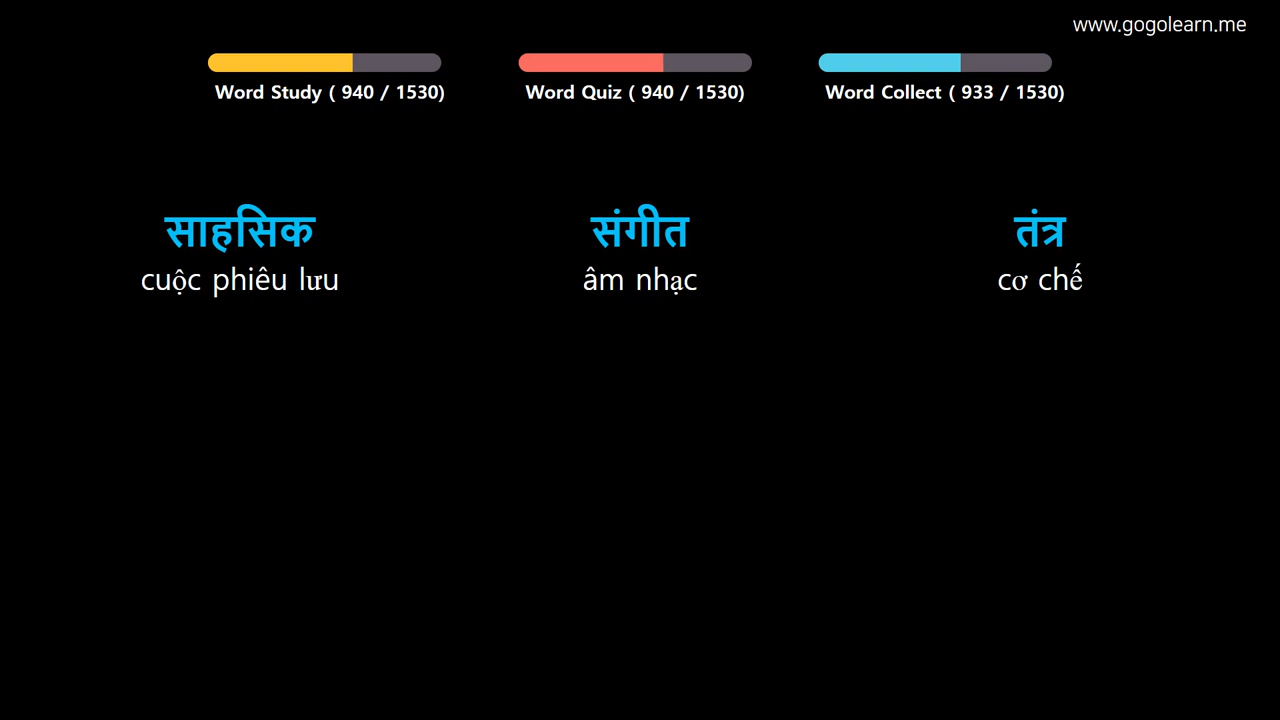 www.gogolearn.me
Word Study ( 940 / 1530) Word Quiz ( 940 / 1530) Word Collect ( 933 / 1530)
साहसिक संगीत तंत्र
cuộc phiêu lưu âm nhạc cơ chế